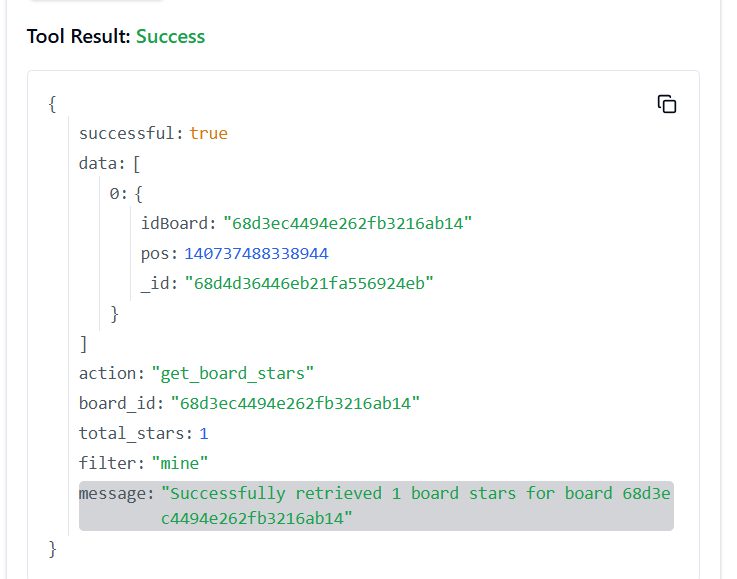 Tool Result: Success
{
successful: true
data: [
0: {
idBoard: "68d3ec4494e262fb3216ab14"
pos: 140737488338944
_id: "68d4d36446eb21fa556924eb"
}
]
action: "get_board_stars"
board_id: "68d3ec4494e262fb3216ab14"
total_stars: 1
filter: "mine"
message: "Successfully retrieved 1 board stars for board 68d3e
c4494e262fb3216ab14"
}